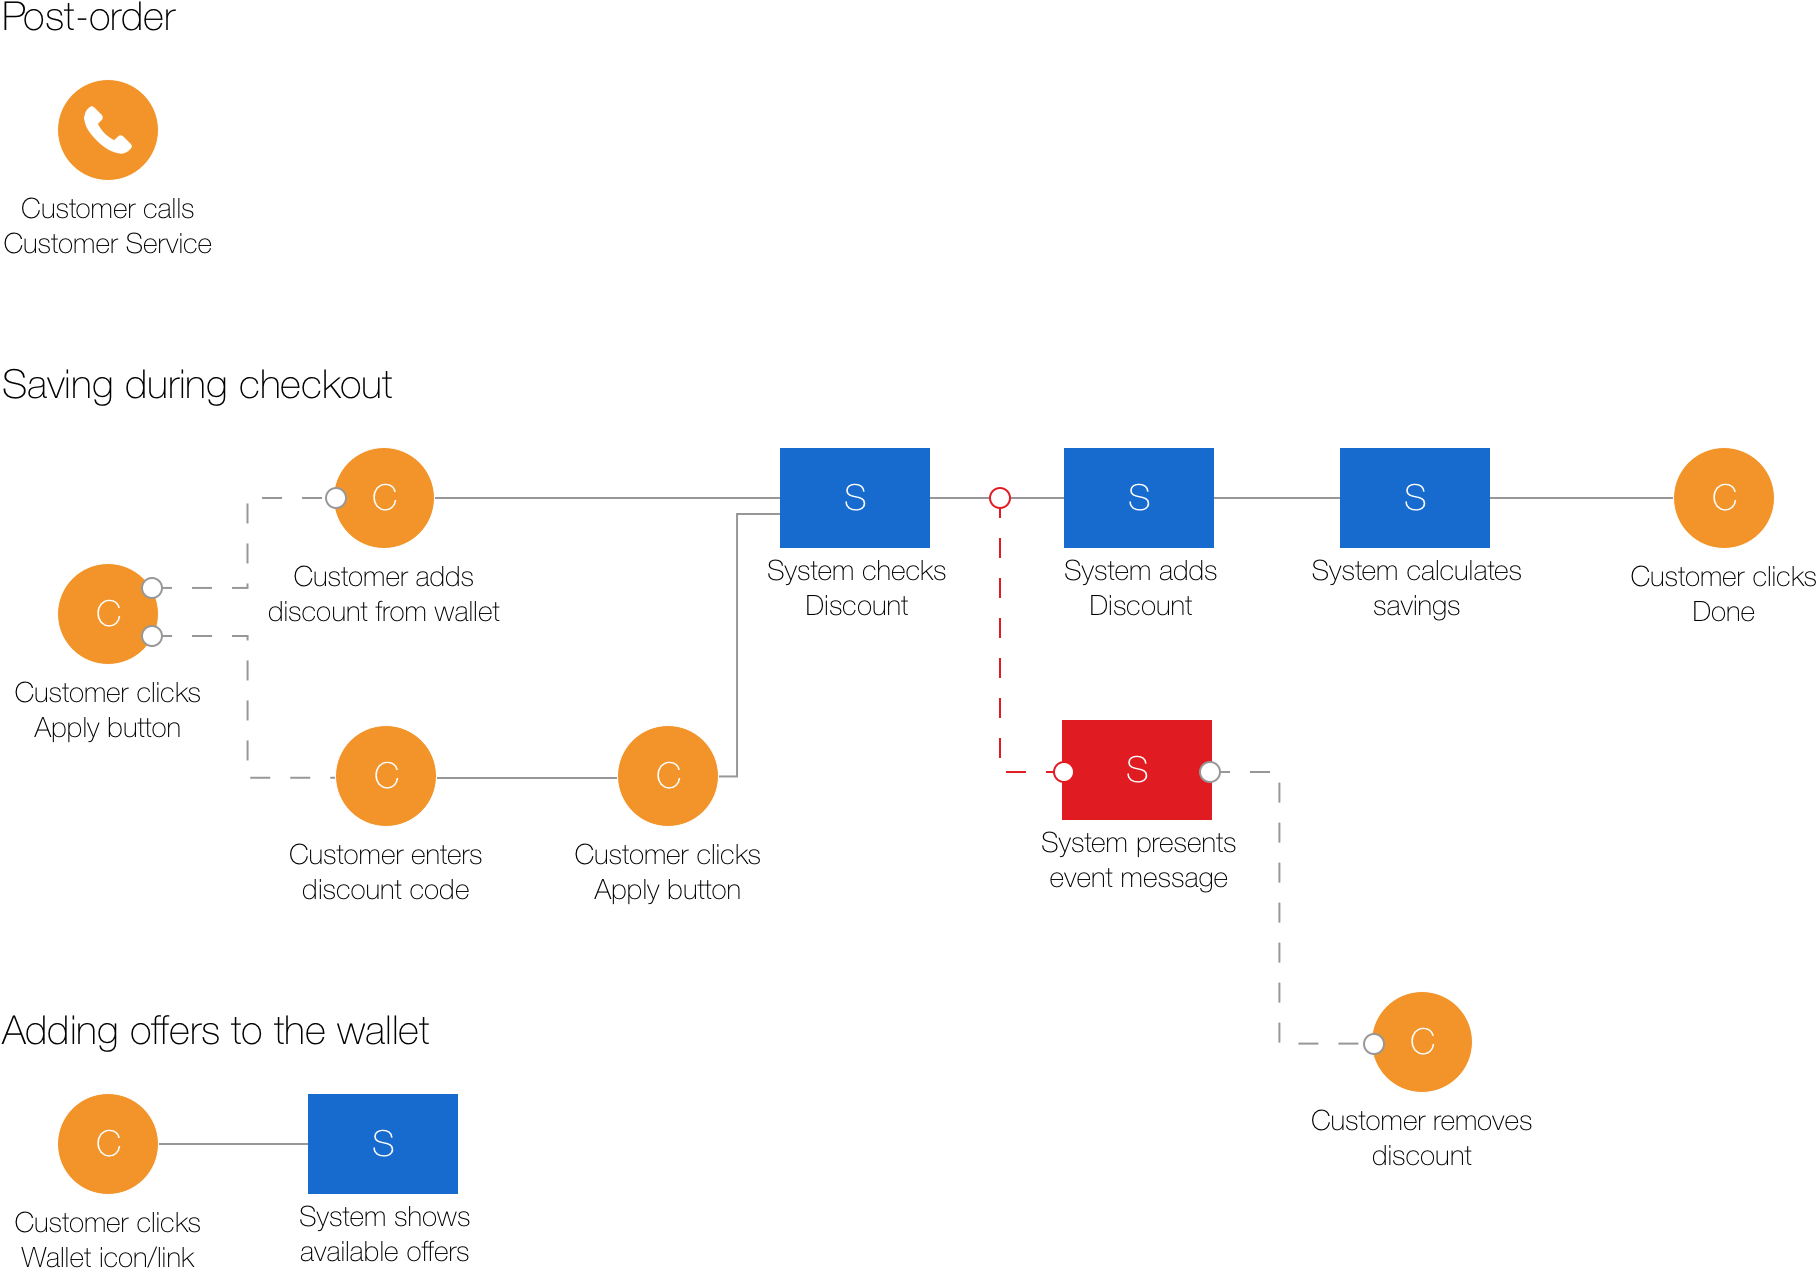 Post-order
Customer calls
Customer Service
Saving during checkout
C
Customer adds
discount from wallet
S
System checks
Discount
S
System adds
Discount
S
System calculates
savings
C
Customer clicks
Done
C
Customer clicks
Apply button
C
Customer enters
discount code
C
Customer clicks
Apply button
S
System presents
event message
C
Customer removes
discount
Adding offers to the wallet
C
Customer clicks
Wallet icon/link
S
System shows
available offers